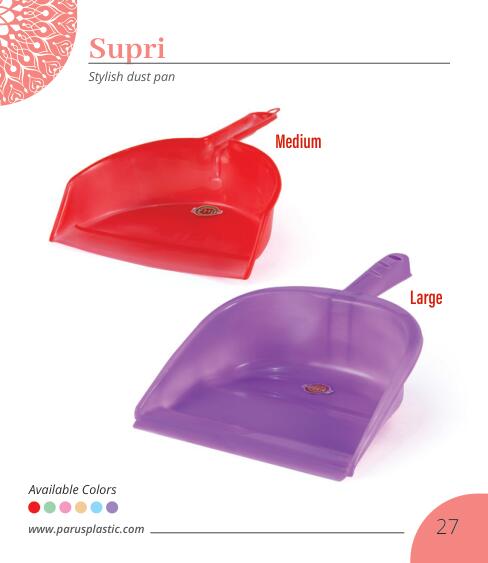 Supri
Stylish dust pan
Medium
Large
Available Colors
www.parusplastic.com
27